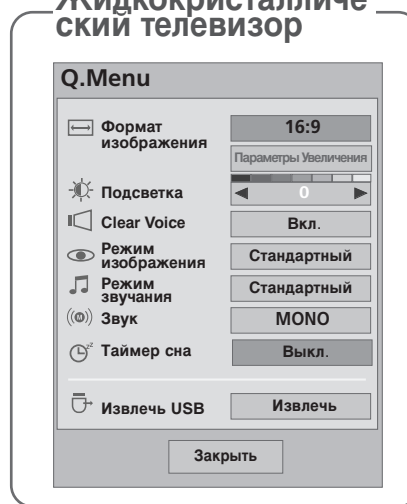 Жидкокристалличе
ский телевизор
Q.Menu
Формат
изображения
16:9
Параметры Увеличения
Подсветка
0
Clear Voice
Вкл.
Режим
изображения
Стандартный
Режим
звучания
Стандартный
Звук
MONO
Таймер сна
Выкл.
Извлечь USB
Извлечь
Закрыть